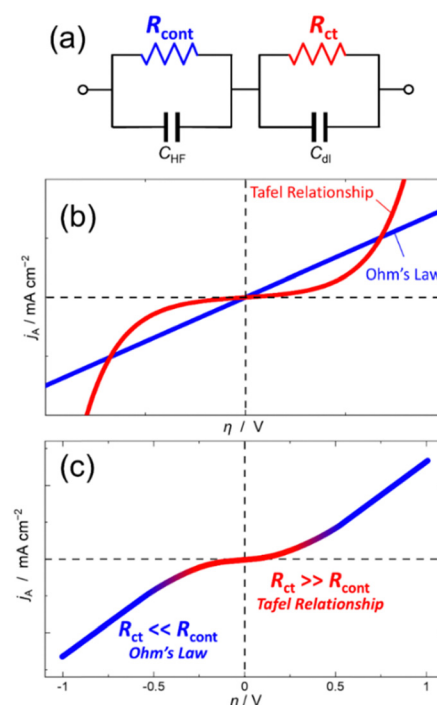 (a)
Rcont
Rct
CHF
Cdl
(b)
Tafel Relationship
Ohm's Law
jA / mA cm−2
η / V
(c)
jA / mA cm−2
Rct >> Rcont
Tafel Relationship
Rct << Rcont
Ohm's Law
-1 -0.5 0 0.5 1
η / V